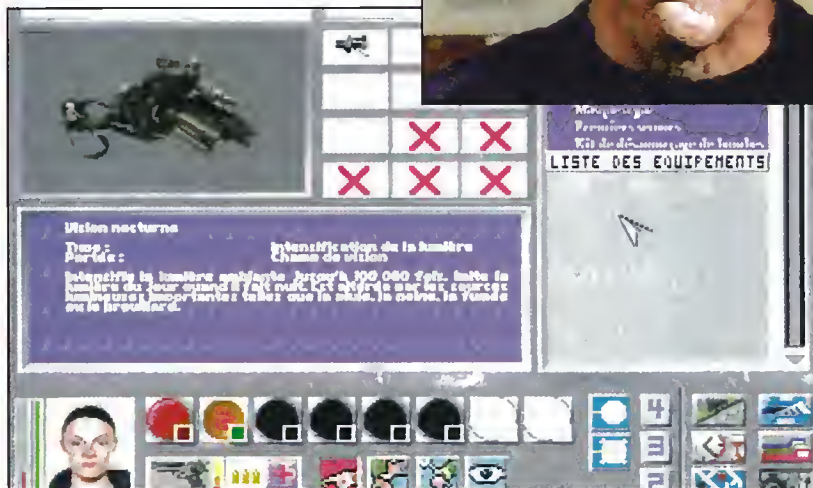 Premiers secours
LISTE DES EQUIPEMENTS
Vision nocturne
Type : Intensification de la lumière
Portée : Champ de vision
Intensifie la lumière ambiante jusqu'à 100 000 fois. Imite la
lumière du jour quand il fait nuit. Est altérée par les sources
lumineuses importantes telles que la pluie, la neige, la fumée
ou le brouillard.
4
3
2